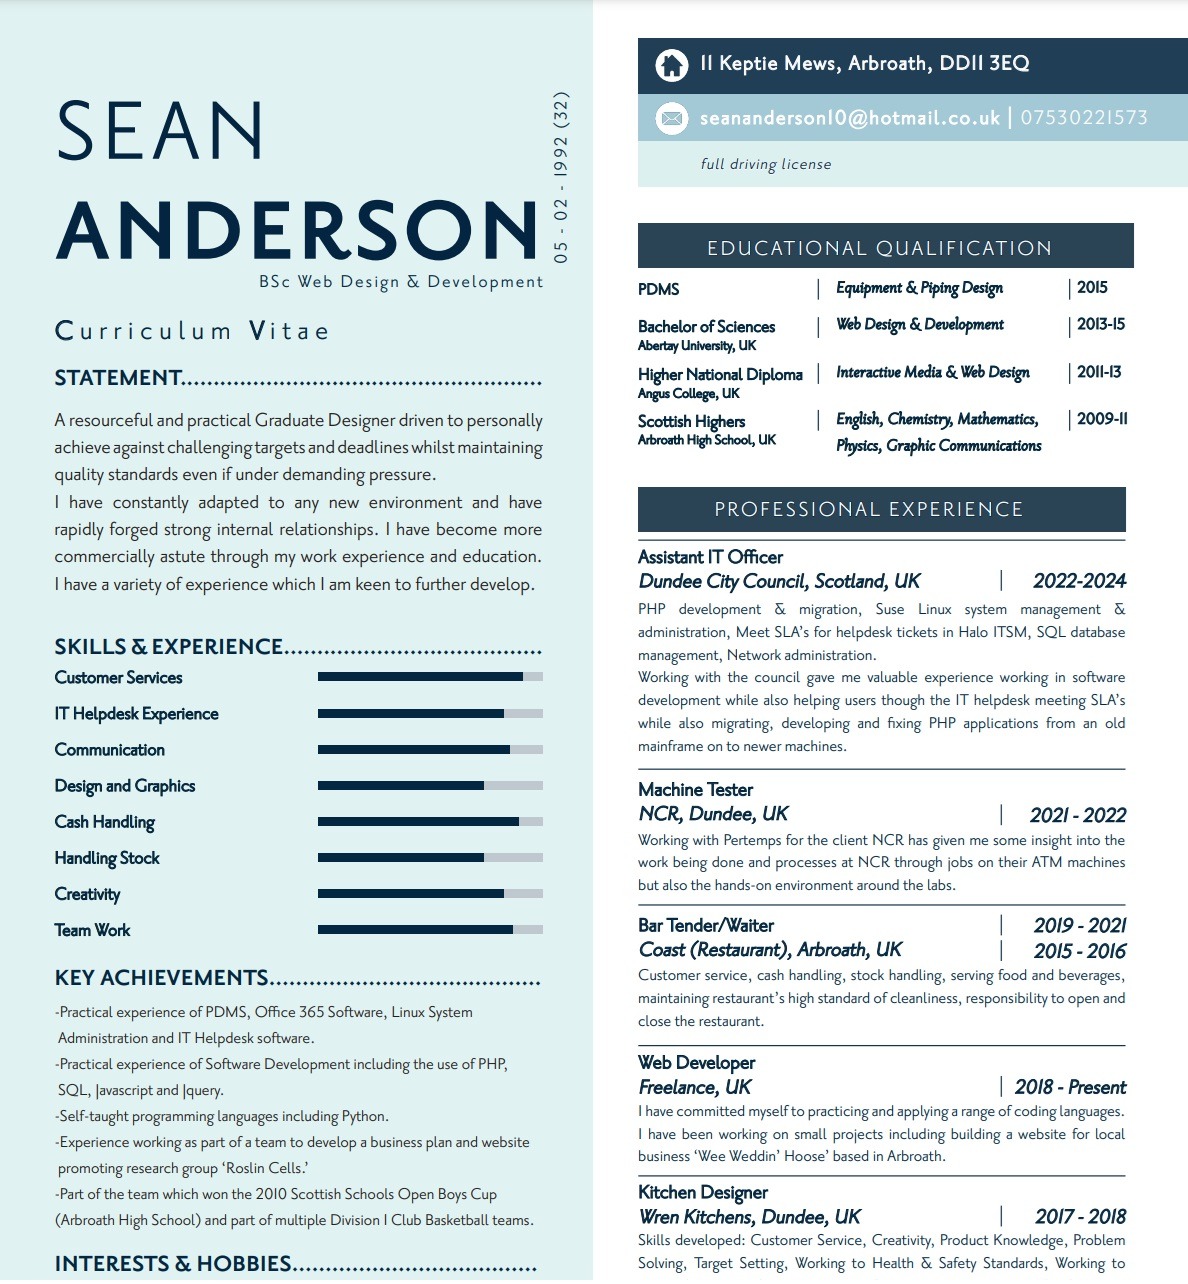 SEAN
ANDERSON
05 - 02 - 1992 (32)
BSc Web Design & Development
Curriculum Vitae
STATEMENT
A resourceful and practical Graduate Designer driven to personally
achieve against challenging targets and deadlines whilst maintaining
quality standards even if under demanding pressure.
I have constantly adapted to any new environment and have
rapidly forged strong internal relationships. I have become more
commercially astute through my work experience and education.
I have a variety of experience which I am keen to further develop.
SKILLS & EXPERIENCE
Customer Services
IT Helpdesk Experience
Communication
Design and Graphics
Cash Handling
Handling Stock
Creativity
Team Work
KEY ACHIEVEMENTS
-Practical experience of PDMS, Office 365 Software, Linux System
Administration and IT Helpdesk software.
-Practical experience of Software Development including the use of PHP,
SQL, Javascript and Jquery.
-Self-taught programming languages including Python.
-Experience working as part of a team to develop a business plan and website
promoting research group ‘Roslin Cells.’
-Part of the team which won the 2010 Scottish Schools Open Boys Cup
(Arbroath High School) and part of multiple Division 1 Club Basketball teams.
INTERESTS & HOBBIES
11 Keptie Mews, Arbroath, DD11 3EQ
seananderson10@hotmail.co.uk | 07530221573
full driving license
EDUCATIONAL QUALIFICATION
PDMS | Equipment & Piping Design | 2015
Bachelor of Sciences | Web Design & Development | 2013-15
Abertay University, UK
Higher National Diploma | Interactive Media & Web Design | 2011-13
Angus College, UK
Scottish Highers | English, Chemistry, Mathematics, | 2009-11
Arbroath High School, UK Physics, Graphic Communications
PROFESSIONAL EXPERIENCE
Assistant IT Officer
Dundee City Council, Scotland, UK | 2022-2024
PHP development & migration, Suse Linux system management &
administration, Meet SLA’s for helpdesk tickets in Halo ITSM, SQL database
management, Network administration.
Working with the council gave me valuable experience working in software
development while also helping users though the IT helpdesk meeting SLA’s
while also migrating, developing and fixing PHP applications from an old
mainframe on to newer machines.
Machine Tester
NCR, Dundee, UK | 2021 - 2022
Working with Pertemps for the client NCR has given me some insight into the
work being done and processes at NCR through jobs on their ATM machines
but also the hands-on environment around the labs.
Bar Tender/Waiter | 2019 - 2021
Coast (Restaurant), Arbroath, UK | 2015 - 2016
Customer service, cash handling, stock handling, serving food and beverages,
maintaining restaurant’s high standard of cleanliness, responsibility to open and
close the restaurant.
Web Developer
Freelance, UK | 2018 - Present
I have committed myself to practicing and applying a range of coding languages.
I have been working on small projects including building a website for local
business ‘Wee Weddin’ Hoose’ based in Arbroath.
Kitchen Designer
Wren Kitchens, Dundee, UK | 2017 - 2018
Skills developed: Customer Service, Creativity, Product Knowledge, Problem
Solving, Target Setting, Working to Health & Safety Standards, Working to